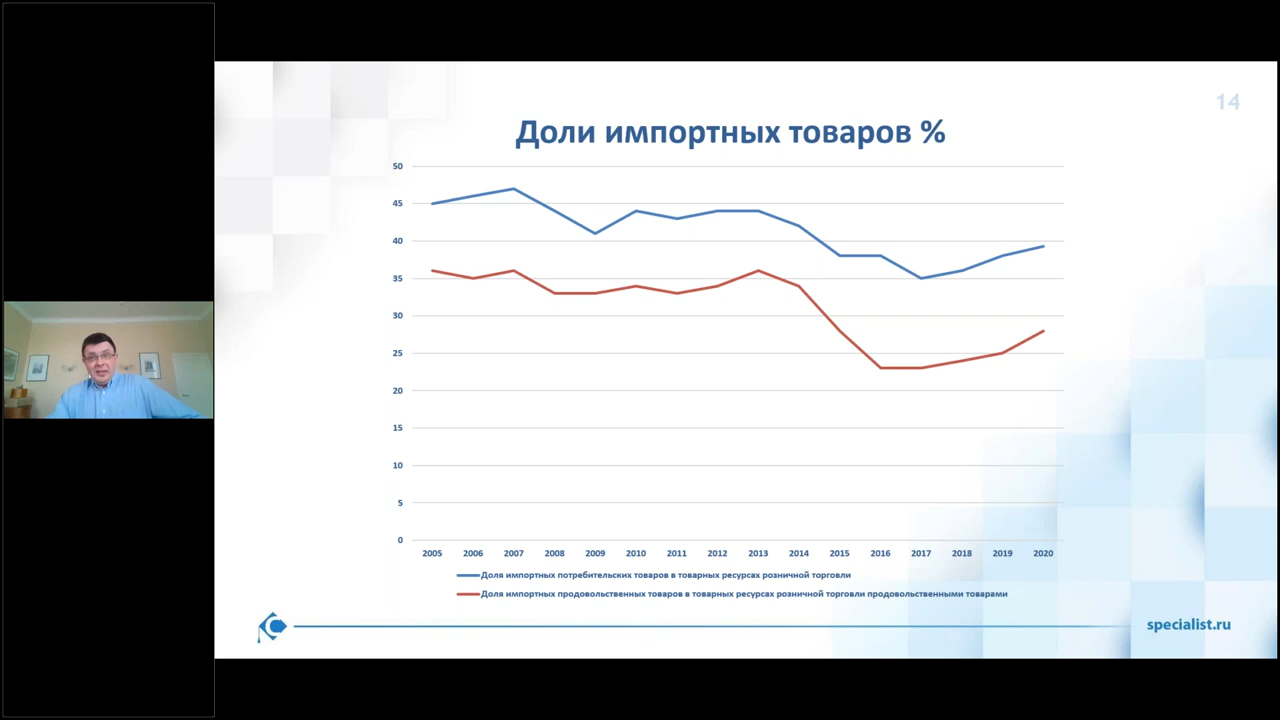 14
Доли импортных товаров %
50
45
40
35
30
25
20
15
10
5
0
2005 2006 2007 2008 2009 2010 2011 2012 2013 2014 2015 2016 2017 2018 2019 2020
Доля импортных потребительских товаров в товарных ресурсах розничной торговли
Доля импортных продовольственных товаров в товарных ресурсах розничной торговли продовольственными товарами
specialist.ru